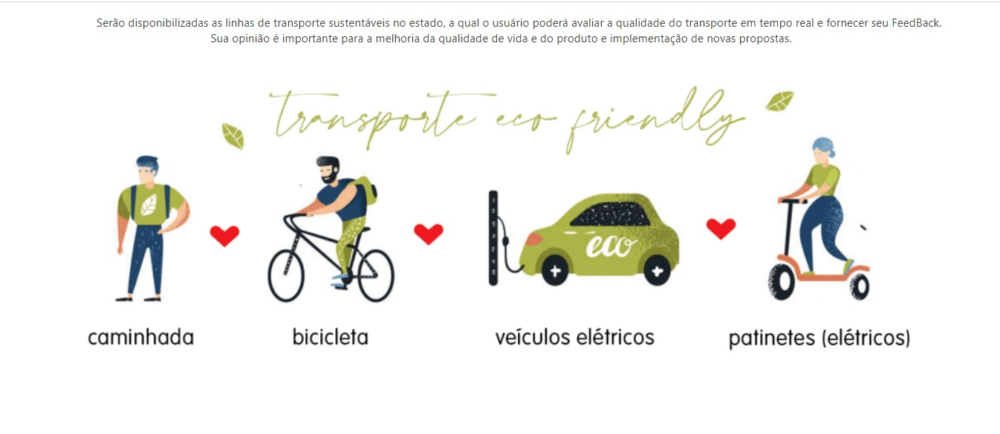 Serão disponibilizadas as linhas de transporte sustentáveis no estado, a qual o usuário poderá avaliar a qualidade do transporte em tempo real e fornecer seu FeedBack.
Sua opinião é importante para a melhoria da qualidade de vida e do produto e implementação de novas propostas.
transporte eco friendly
eco
caminhada
bicicleta
veículos elétricos
patinetes (elétricos)